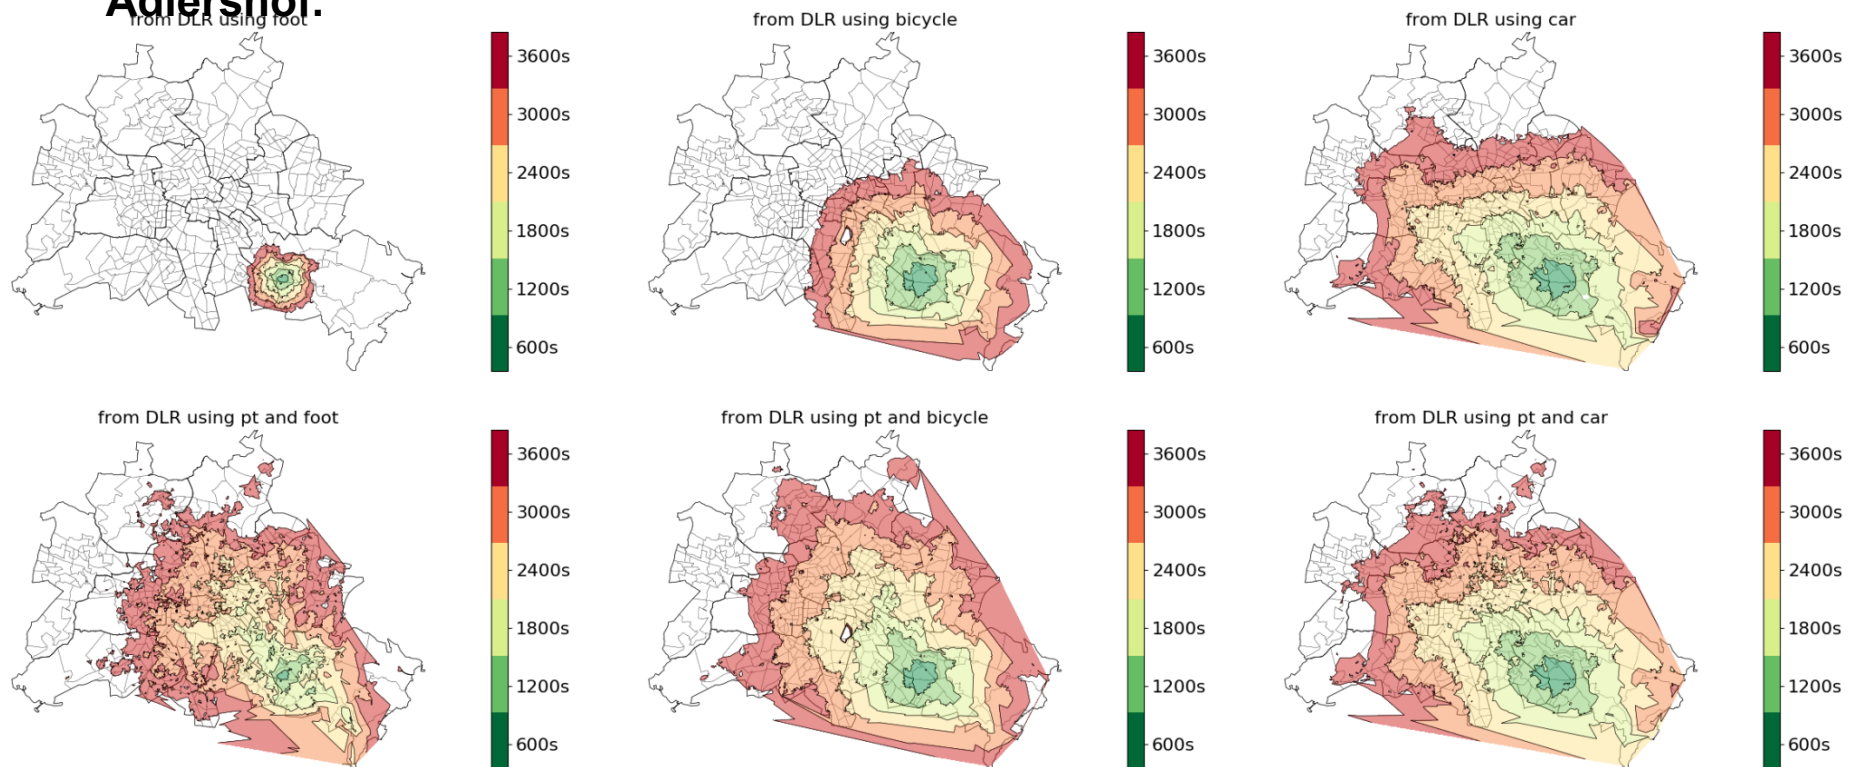 Adlershof:
from DLR using foot
3600s
3000s
2400s
1800s
1200s
600s
from DLR using bicycle
3600s
3000s
2400s
1800s
1200s
600s
from DLR using car
3600s
3000s
2400s
1800s
1200s
600s
from DLR using pt and foot
3600s
3000s
2400s
1800s
1200s
600s
from DLR using pt and bicycle
3600s
3000s
2400s
1800s
1200s
600s
from DLR using pt and car
3600s
3000s
2400s
1800s
1200s
600s